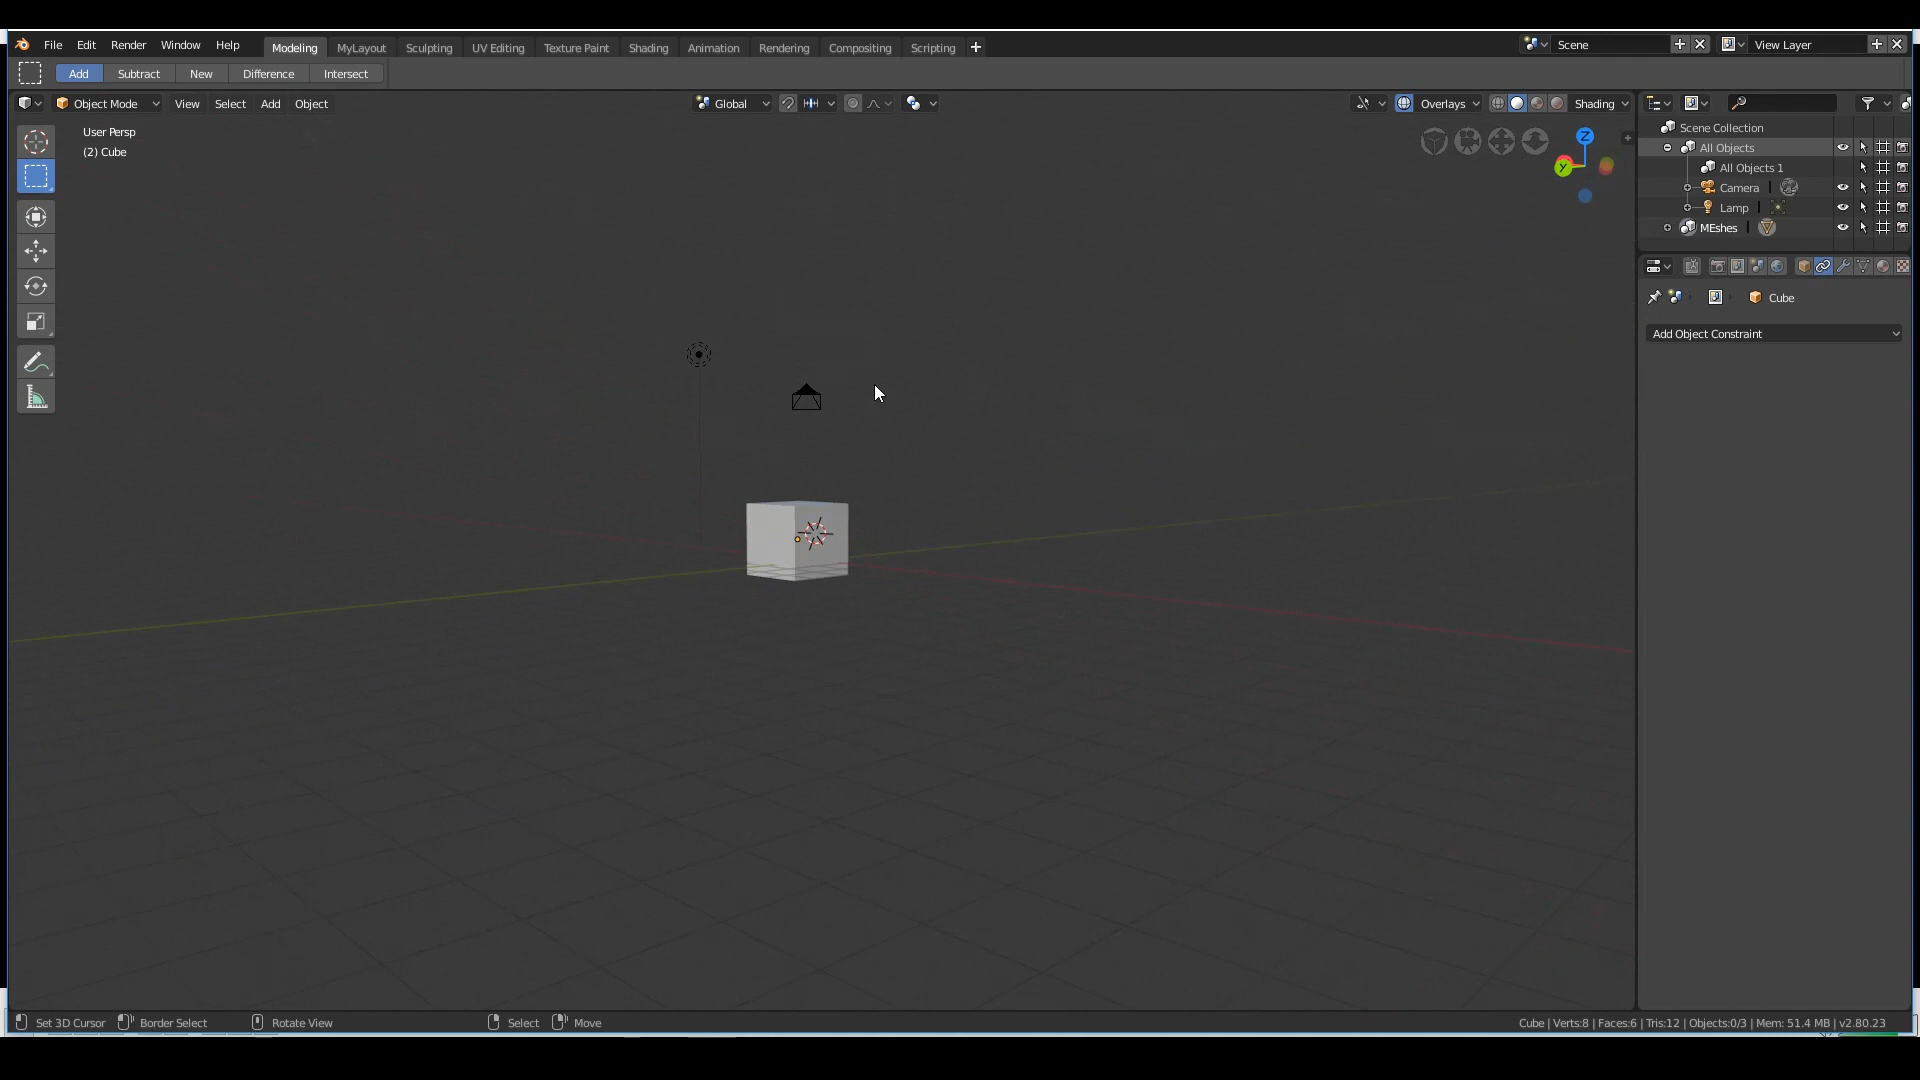 File Edit Render Window Help Modeling MyLayout Sculpting UV Editing Texture Paint Shading Animation Rendering Compositing Scripting Scene View Layer
Add Subtract New Difference Intersect
Object Mode View Select Add Object Global Overlays Shading
User Persp
(2) Cube
Z
Y
Scene Collection
All Objects
All Objects 1
Camera
Lamp
MEshes
Cube
Add Object Constraint
Set 3D Cursor Border Select Rotate View Select Move Cube | Verts:8 | Faces:6 | Tris:12 | Objects:0/3 | Mem: 51.4 MB | v2.80.23